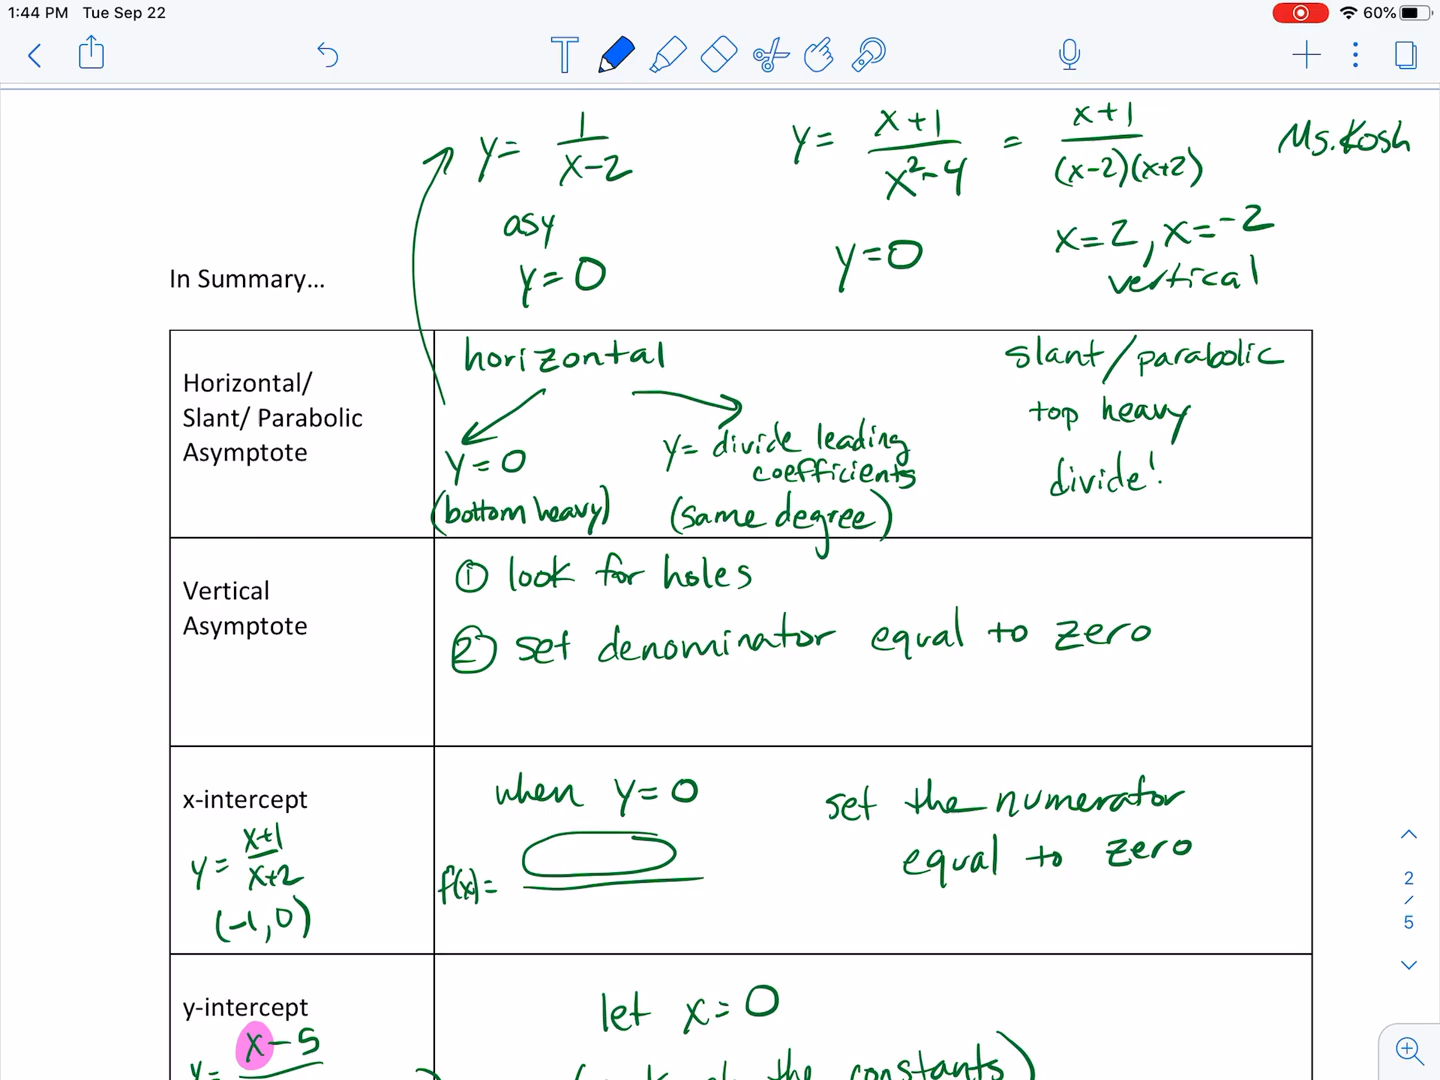 1:44 PM Tue Sep 22
60%
y = 1/(x-2)
y = (x+1)/(x²-4) = (x+1)/((x-2)(x+2))
Ms. Kosh
asy
y=0
y=0
x=2, x=-2
vertical
In Summary...
Horizontal/
Slant/ Parabolic
Asymptote
horizontal
y=0
(bottom heavy)
y= divide leading
coefficients
(same degree)
slant/parabolic
top heavy
divide!
Vertical
Asymptote
① look for holes
② set denominator equal to zero
x-intercept
y = (x+1)/(x+2)
(-1,0)
when y=0
f(x)=
set the numerator
equal to zero
2
/
5
y-intercept
x-5
y=
let x=0
the constants)